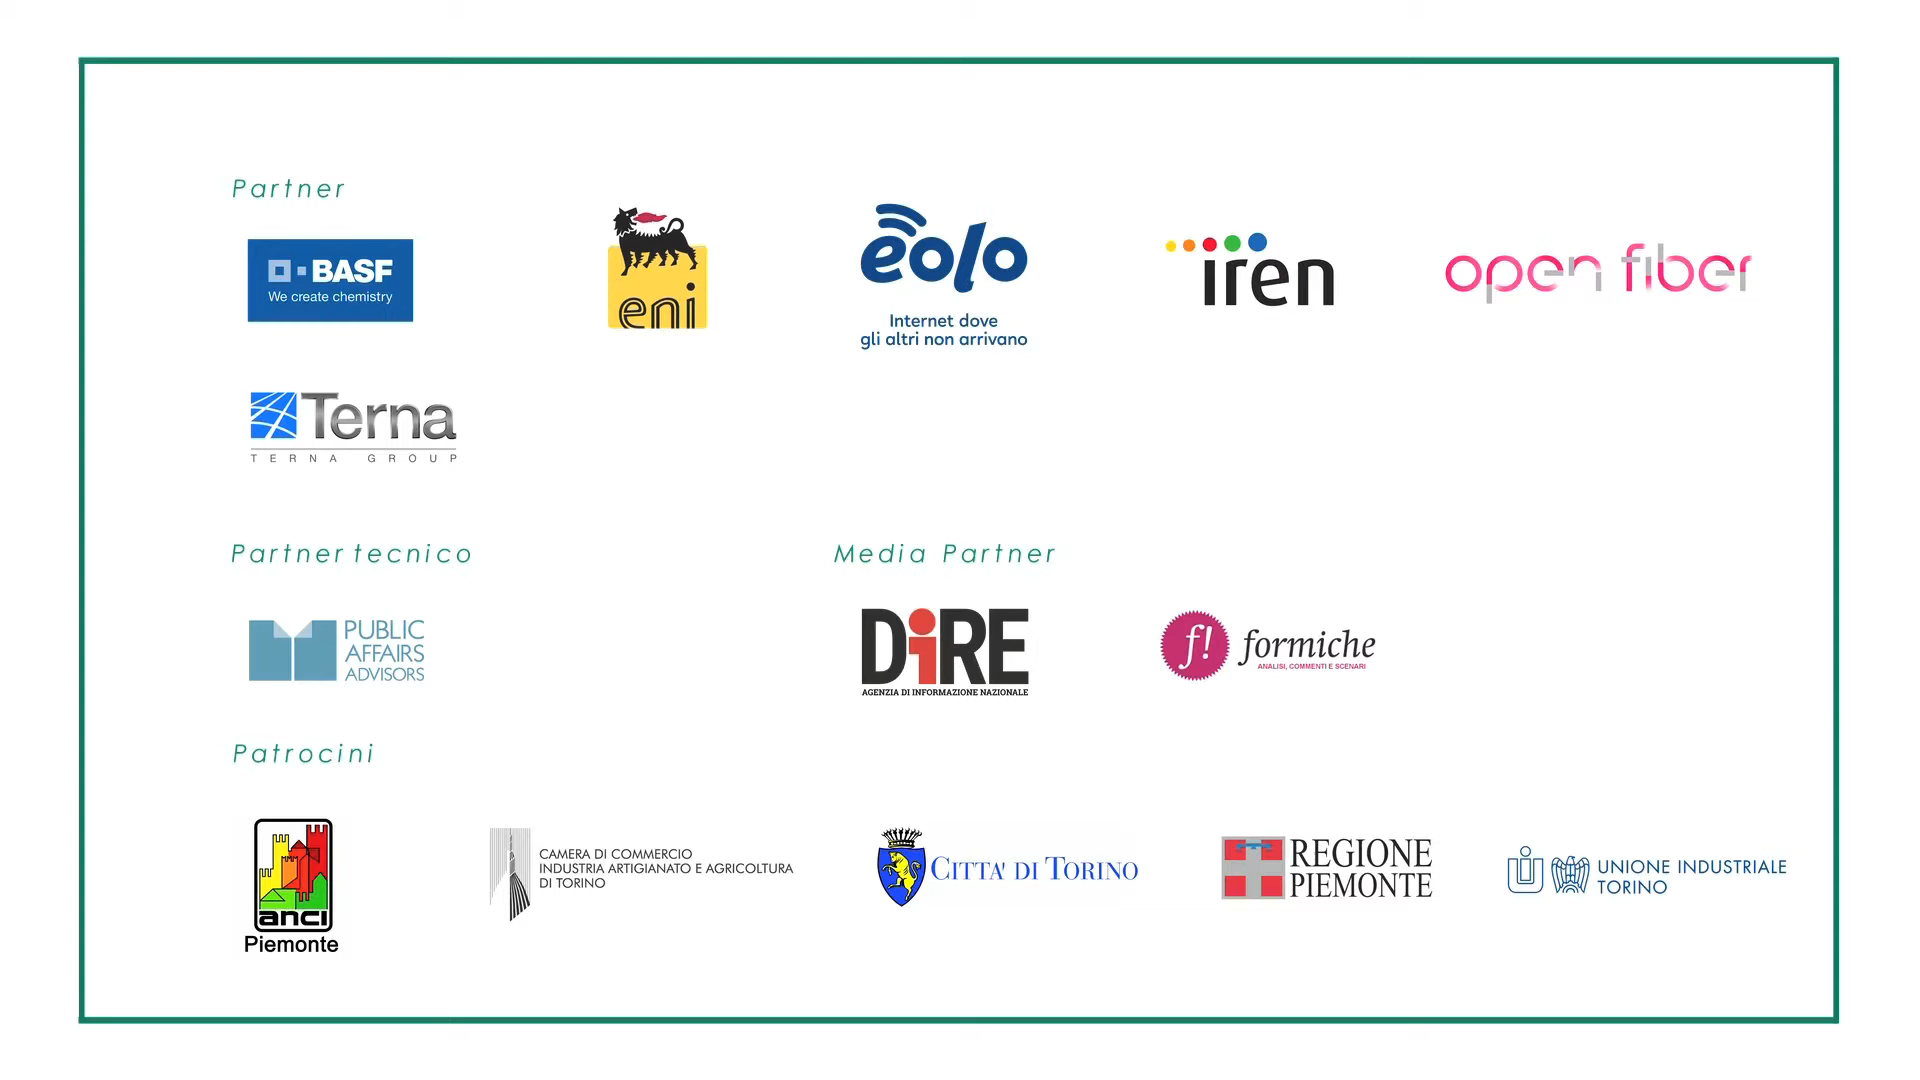 Partner
BASF
We create chemistry
eni
eolo
Internet dove
gli altri non arrivano
iren
open fiber
Terna
TERNA GROUP
Partner tecnico
PUBLIC
AFFAIRS
ADVISORS
Media Partner
DiRE
AGENZIA DI INFORMAZIONE NAZIONALE
f! formiche
ANALISI, COMMENTI E SCENARI
Patrocini
anci
Piemonte
CAMERA DI COMMERCIO
INDUSTRIA ARTIGIANATO E AGRICOLTURA
DI TORINO
CITTA' DI TORINO
REGIONE
PIEMONTE
UNIONE INDUSTRIALE
TORINO